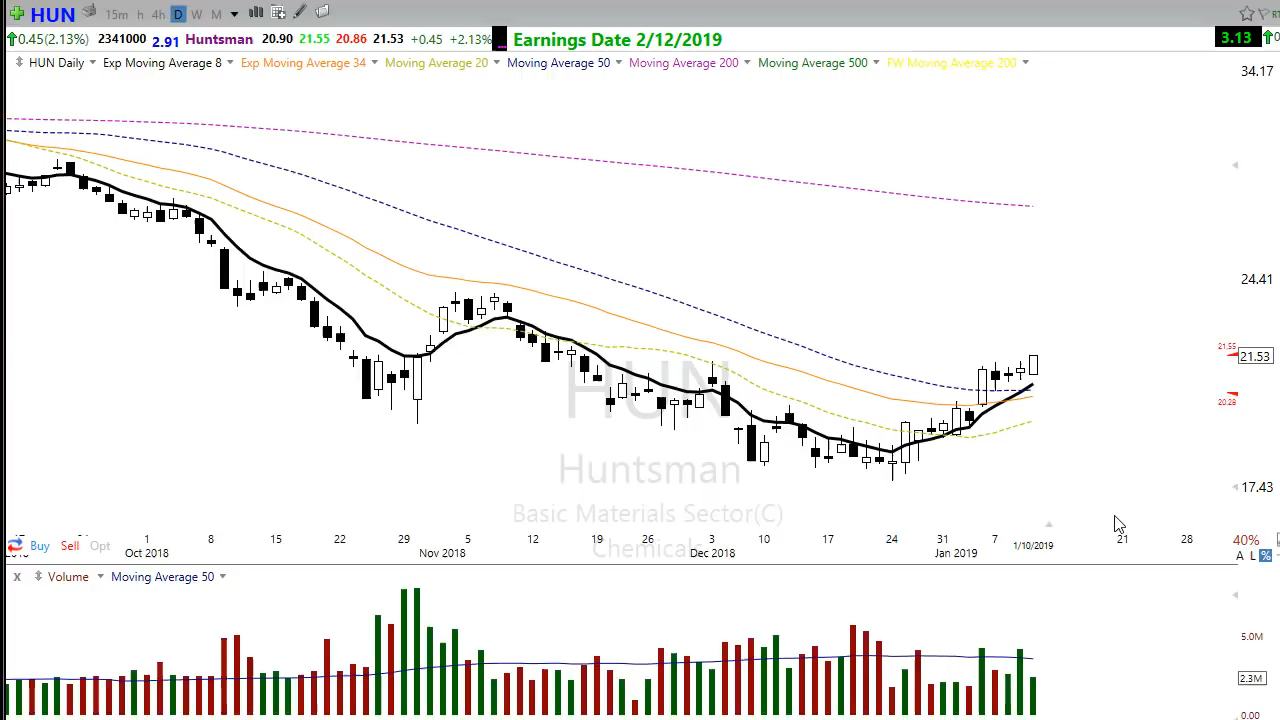 HUN 15m h 4h D W M
0.45(2.13%) 2341000 2.91 Huntsman 20.90 21.55 20.86 21.53 +0.45 +2.13% Earnings Date 2/12/2019 3.13
HUN Daily Exp Moving Average 8 Exp Moving Average 34 Moving Average 20 Moving Average 50 Moving Average 200 Moving Average 500 FW Moving Average 200
34.17
24.41
21.55
21.53
20.28
HUN
Huntsman
17.43
Basic Materials Sector(C)
Chemicals
1 8 15 22 29 5 12 19 26 3 10 17 24 31 7 21 28
Oct 2018 Nov 2018 Dec 2018 Jan 2019 1/10/2019
Buy Sell Opt 40%
A L %
x Volume Moving Average 50
5.0M
2.3M
0.00